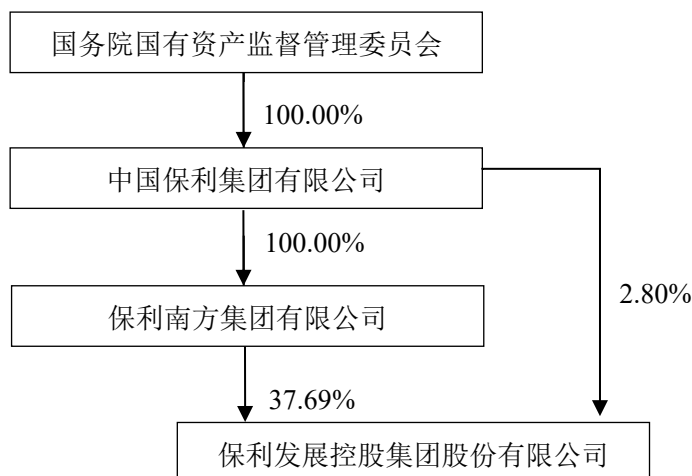 国务院国有资产监督管理委员会
100.00%
中国保利集团有限公司
100.00%
2.80%
保利南方集团有限公司
37.69%
保利发展控股集团股份有限公司